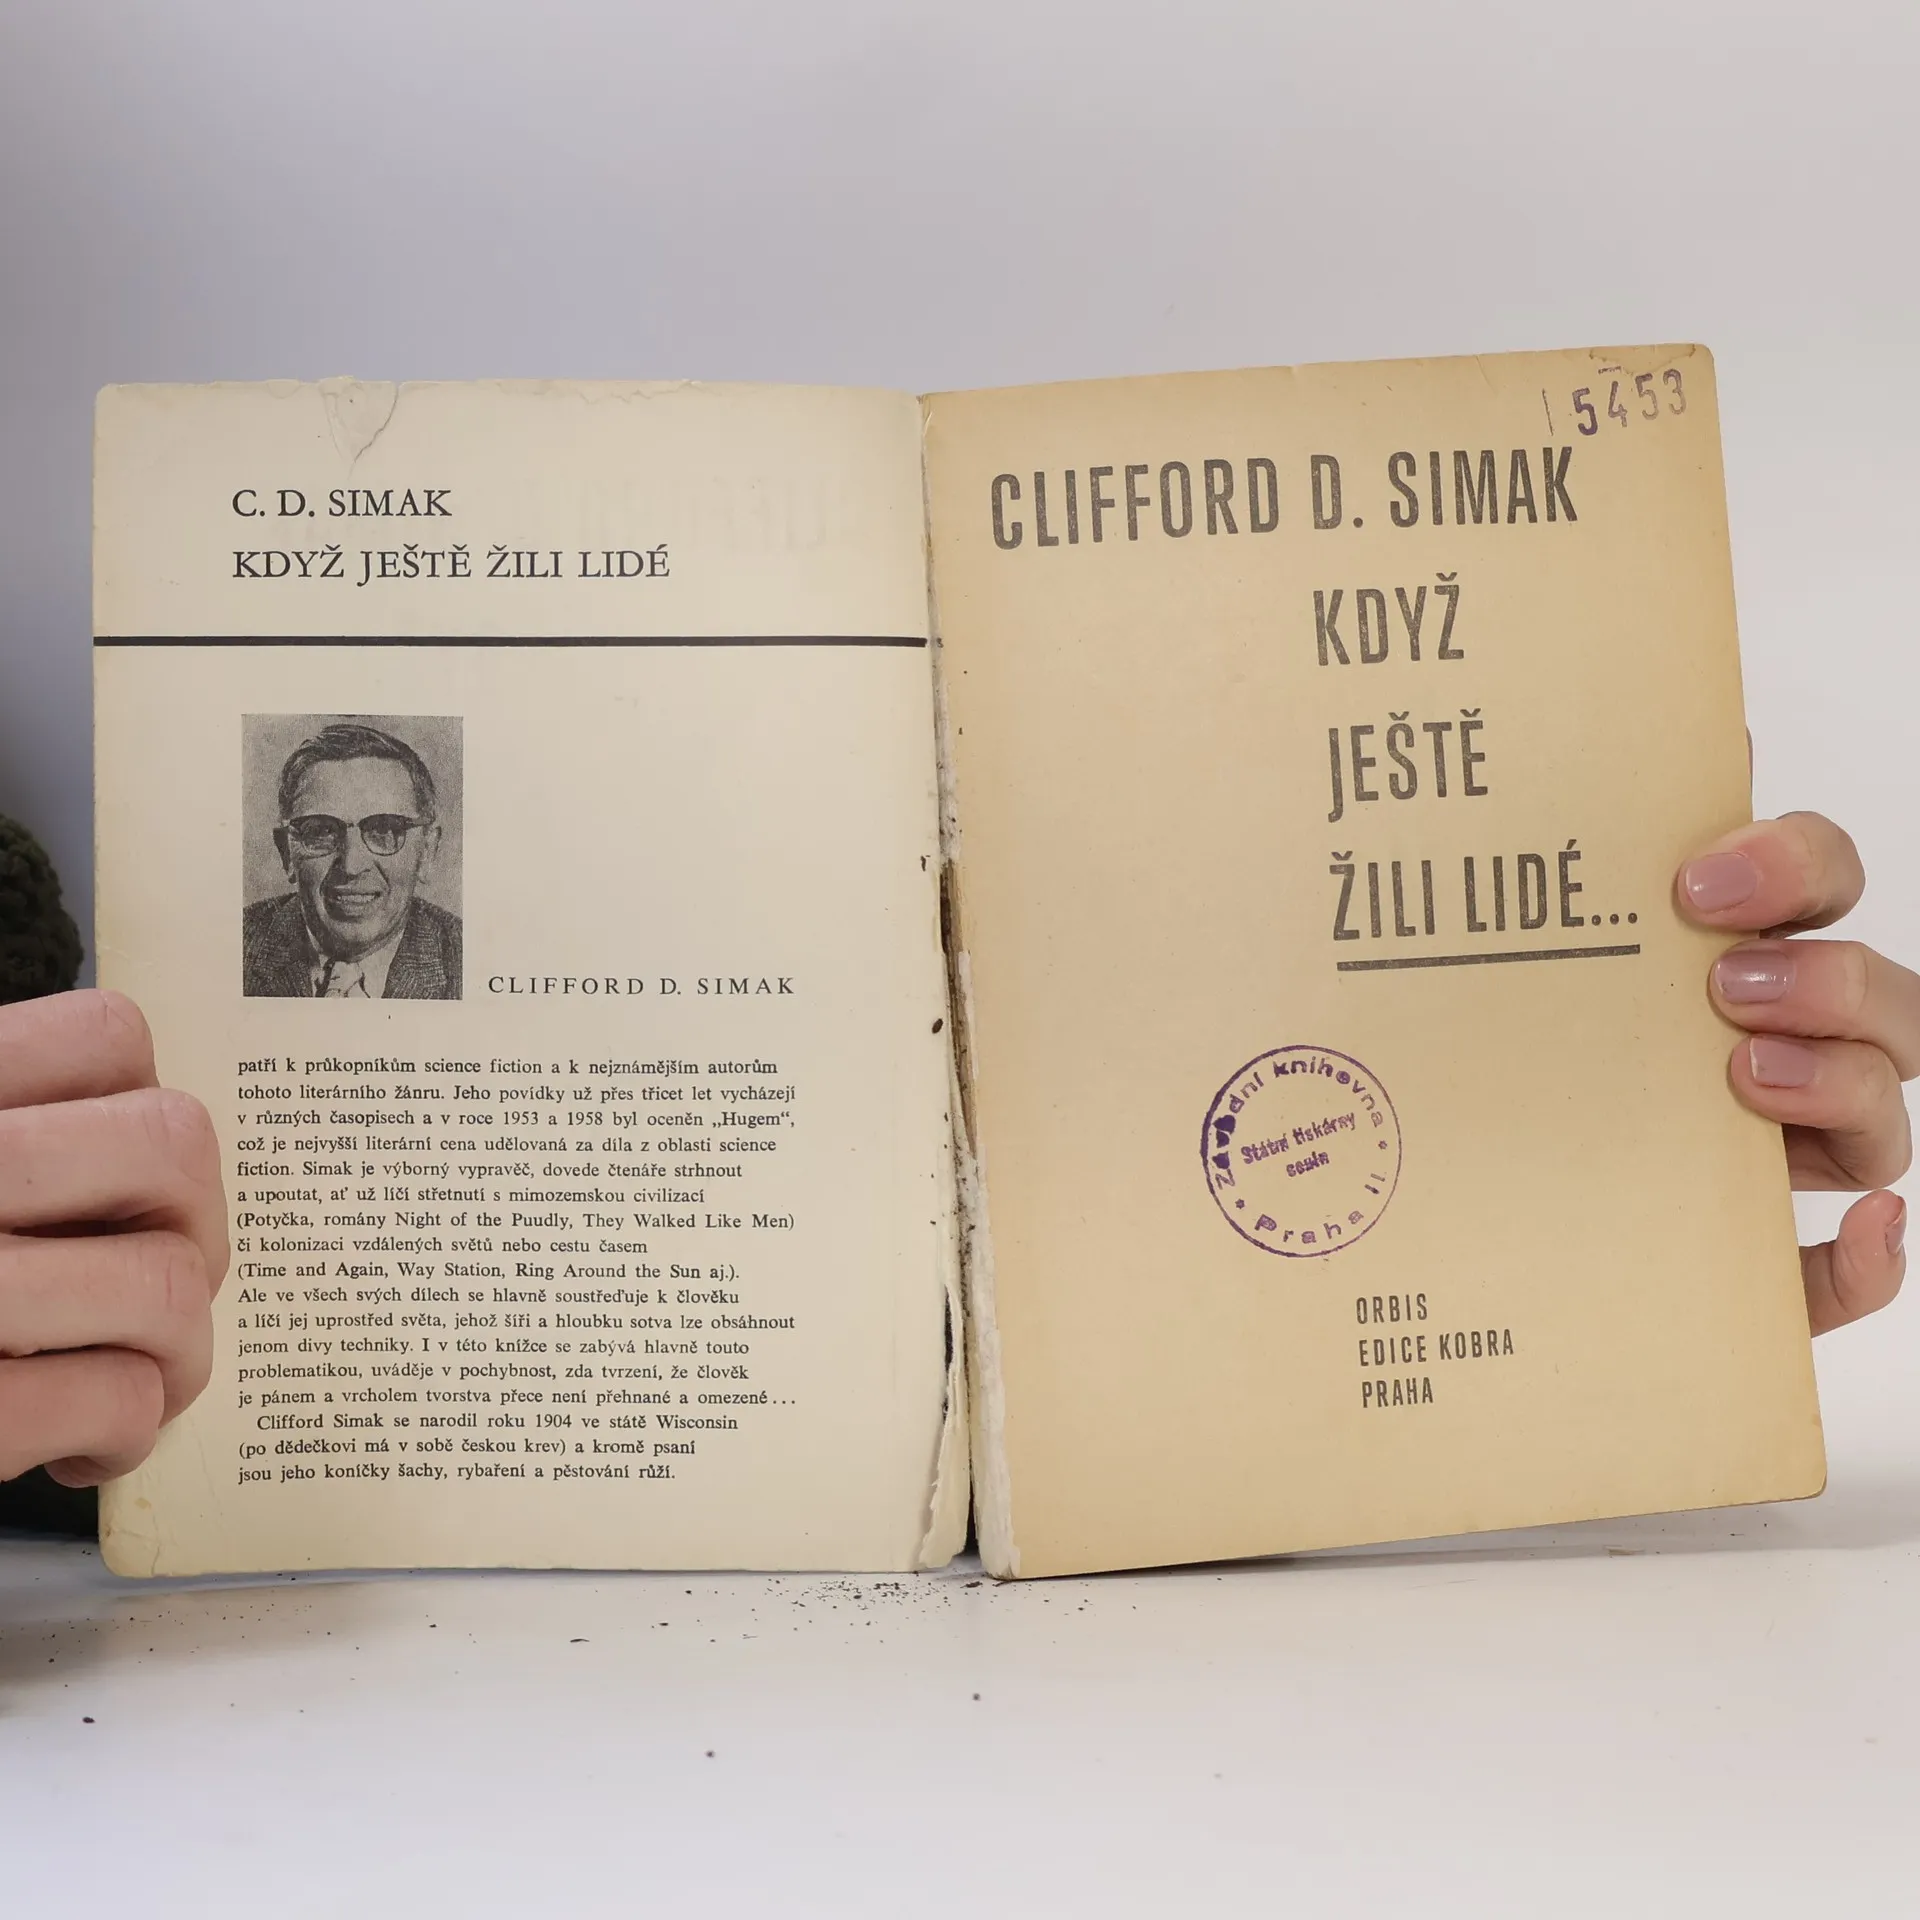 C. D. SIMAK
KDYŽ JEŠTĚ ŽILI LIDÉ
CLIFFORD D. SIMAK
patří k průkopníkům science fiction a k nejznámějším autorům
tohoto literárního žánru. Jeho povídky už přes třicet let vycházejí
v různých časopisech a v roce 1953 a 1958 byl oceněn „Hugem“,
což je nejvyšší literární cena udělovaná za díla z oblasti science
fiction. Simak je výborný vypravěč, dovede čtenáře strhnout
a upoutat, ať už líčí střetnutí s mimozemskou civilizací
(Potyčka, romány Night of the Puudly, They Walked Like Men)
či kolonizaci vzdálených světů nebo cestu časem
(Time and Again, Way Station, Ring Around the Sun aj.).
Ale ve všech svých dílech se hlavně soustřeďuje k člověku
a líčí jej uprostřed světa, jehož šíři a hloubku sotva lze obsáhnout
jenom divy techniky. I v této knížce se zabývá hlavně touto
problematikou, uváděje v pochybnost, zda tvrzení, že člověk
je pánem a vrcholem tvorstva přece není přehnané a omezené...
Clifford Simak se narodil roku 1904 ve státě Wisconsin
(po dědečkovi má v sobě českou krev) a kromě psaní
jsou jeho koníčky šachy, rybaření a pěstování růží.
5453
CLIFFORD D. SIMAK
KDYŽ
JEŠTĚ
ŽILI LIDÉ...
Závodní knihovna
Státní tiskárny
Praha II
ORBIS
EDICE KOBRA
PRAHA